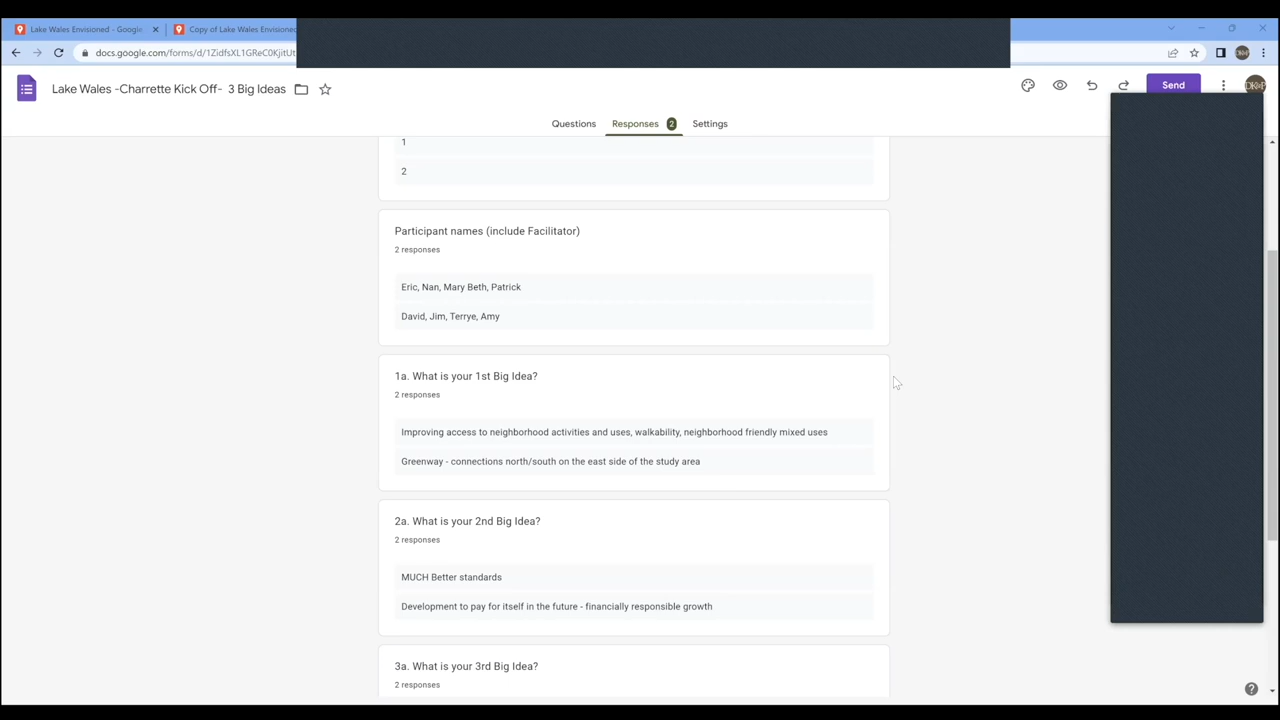 Lake Wales Envisioned - Google
Copy of Lake Wales Envisioned
docs.google.com/forms/d/1ZidfsXL1GReC0KjitUt
Lake Wales -Charrette Kick Off- 3 Big Ideas
Send
Questions Responses 2 Settings
1
2
Participant names (include Facilitator)
2 responses
Eric, Nan, Mary Beth, Patrick
David, Jim, Terrye, Amy
1a. What is your 1st Big Idea?
2 responses
Improving access to neighborhood activities and uses, walkability, neighborhood friendly mixed uses
Greenway - connections north/south on the east side of the study area
2a. What is your 2nd Big Idea?
2 responses
MUCH Better standards
Development to pay for itself in the future - financially responsible growth
3a. What is your 3rd Big Idea?
2 responses